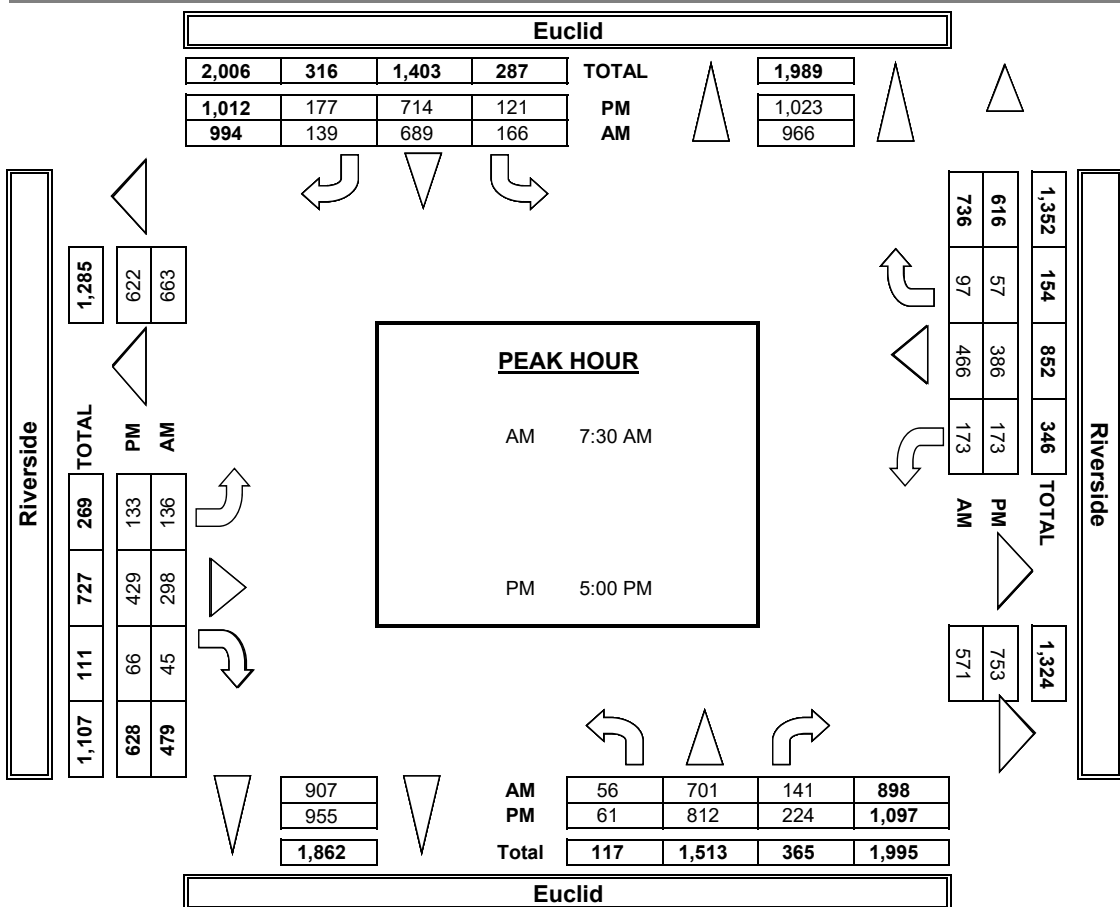 Euclid
2,006 316 1,403 287 TOTAL 1,989
1,012 177 714 121 PM 1,023
994 139 689 166 AM 966
Riverside
1,285
622
663
TOTAL
PM
AM
269 727 111 1,107
133 429 66 628
136 298 45 479
PEAK HOUR
AM 7:30 AM
PM 5:00 PM
1,352 154 852 346 TOTAL
616 57 386 173 PM
736 97 466 173 AM
1,324
753
571
Riverside
907 AM 56 701 141 898
955 PM 61 812 224 1,097
1,862 Total 117 1,513 365 1,995
Euclid